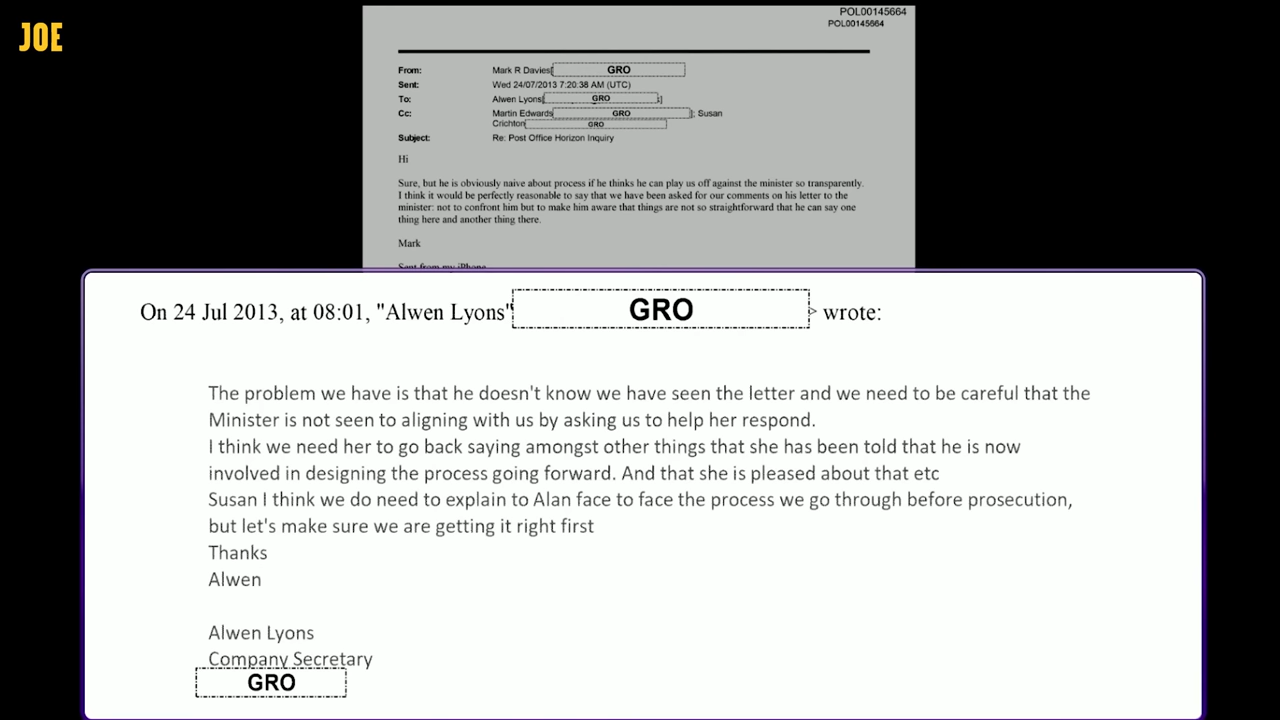 JOE
POL00145664
POL00145664
From: Mark R Davies[ GRO
Sent: Wed 24/07/2013 7:20:38 AM (UTC)
To: Alwen Lyons[ GRO ]
Cc: Martin Edwards GRO ]; Susan
Crichton GRO
Subject: Re: Post Office Horizon Inquiry
Hi
Sure, but he is obviously naive about process if he thinks he can play us off against the minister so transparently.
I think it would be perfectly reasonable to say that we have been asked for our comments on his letter to the
minister: not to confront him but to make him aware that things are not so straightforward that he can say one
thing here and another thing there.
Mark
Sent from my iPhone
On 24 Jul 2013, at 08:01, "Alwen Lyons" GRO > wrote:
The problem we have is that he doesn't know we have seen the letter and we need to be careful that the
Minister is not seen to aligning with us by asking us to help her respond.
I think we need her to go back saying amongst other things that she has been told that he is now
involved in designing the process going forward. And that she is pleased about that etc
Susan I think we do need to explain to Alan face to face the process we go through before prosecution,
but let's make sure we are getting it right first
Thanks
Alwen
Alwen Lyons
Company Secretary
GRO